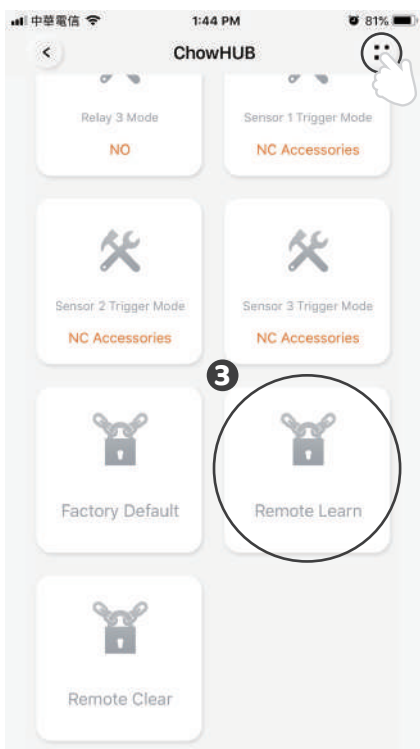 中華電信 1:44 PM 81%
ChowHUB
Relay 3 Mode Sensor 1 Trigger Mode
NO NC Accessories
Sensor 2 Trigger Mode Sensor 3 Trigger Mode
NC Accessories NC Accessories
3
Factory Default Remote Learn
Remote Clear